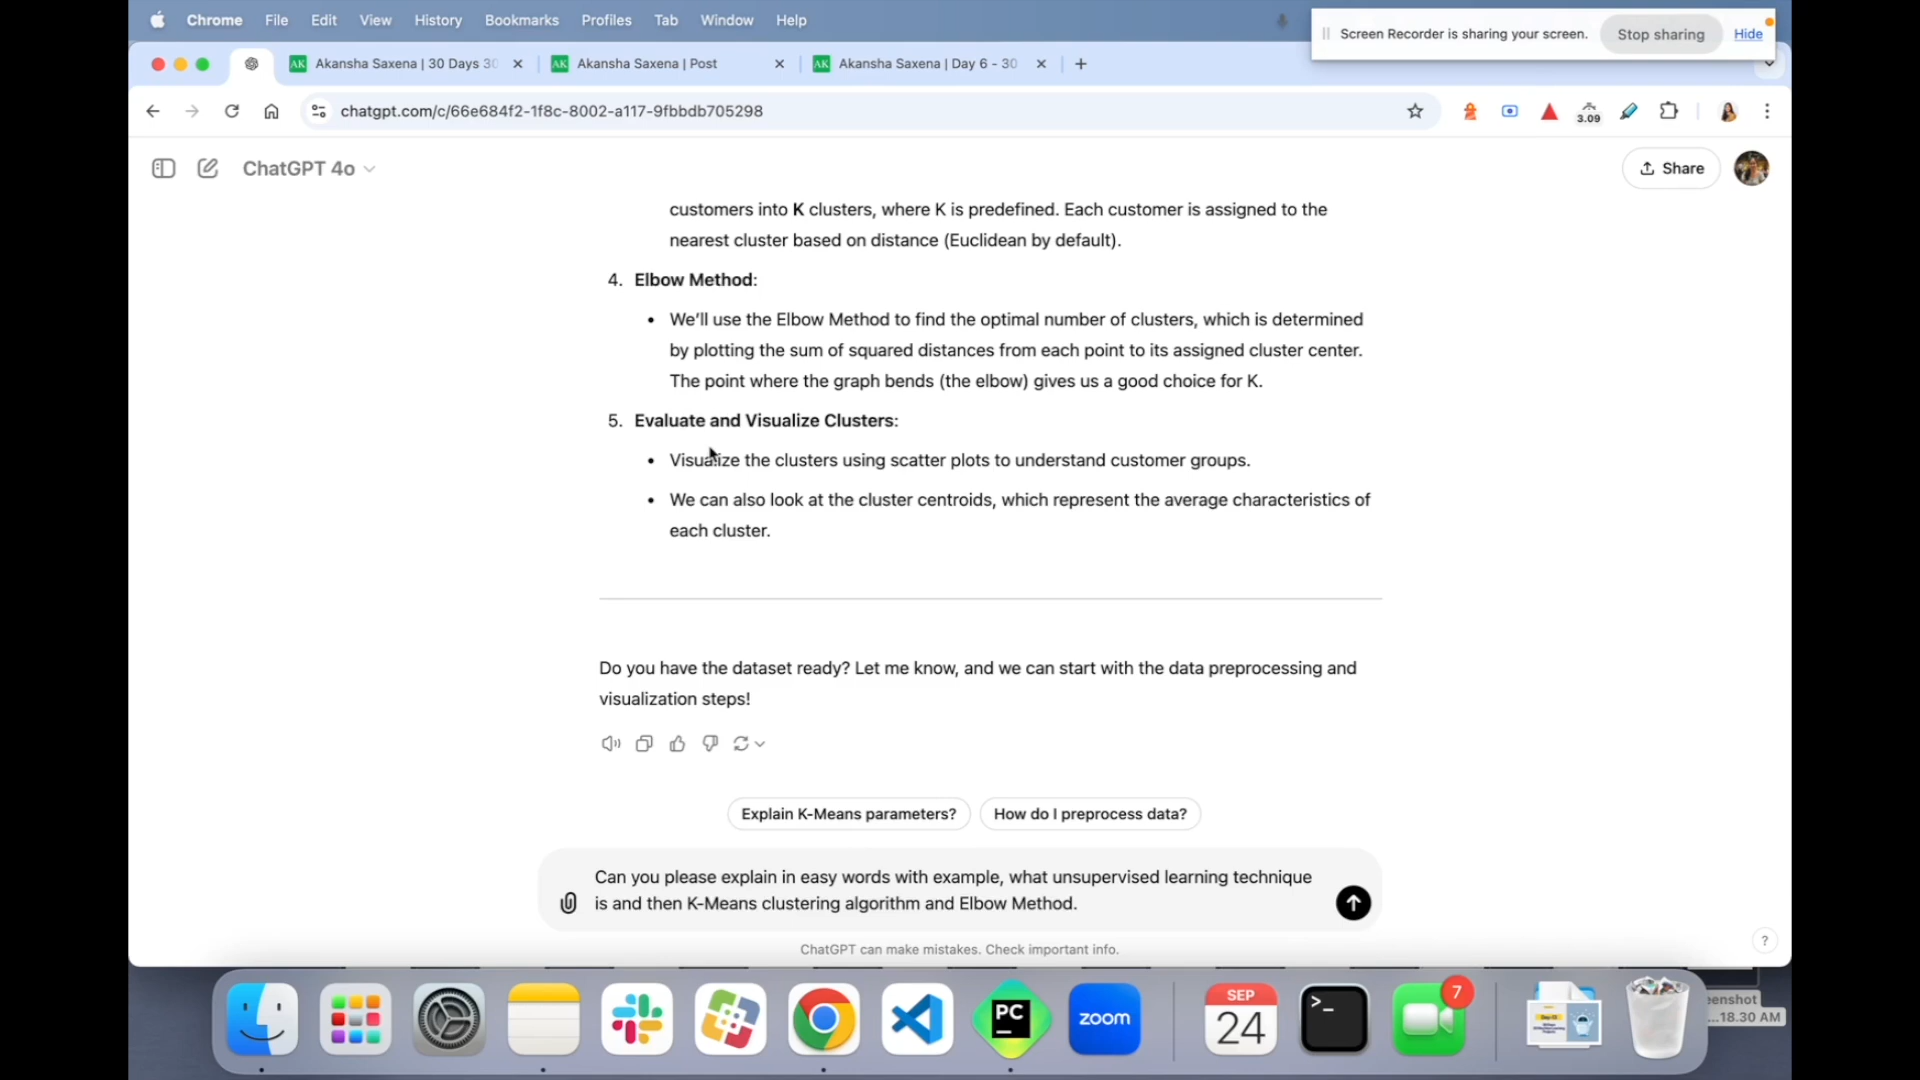 Chrome File Edit View History Bookmarks Profiles Tab Window Help
Screen Recorder is sharing your screen. Stop sharing Hide
AK Akansha Saxena | 30 Days 30
AK Akansha Saxena | Post
AK Akansha Saxena | Day 6 - 30
chatgpt.com/c/66e684f2-1f8c-8002-a117-9fbbdb705298
3.09
ChatGPT 4o
Share
customers into K clusters, where K is predefined. Each customer is assigned to the
nearest cluster based on distance (Euclidean by default).
4. Elbow Method:
• We'll use the Elbow Method to find the optimal number of clusters, which is determined
by plotting the sum of squared distances from each point to its assigned cluster center.
The point where the graph bends (the elbow) gives us a good choice for K.
5. Evaluate and Visualize Clusters:
• Visualize the clusters using scatter plots to understand customer groups.
• We can also look at the cluster centroids, which represent the average characteristics of
each cluster.
Do you have the dataset ready? Let me know, and we can start with the data preprocessing and
visualization steps!
Explain K-Means parameters? How do I preprocess data?
Can you please explain in easy words with example, what unsupervised learning technique
is and then K-Means clustering algorithm and Elbow Method.
ChatGPT can make mistakes. Check important info.
?
PC
zoom
SEP
24
>_
7
eenshot
...18.30 AM